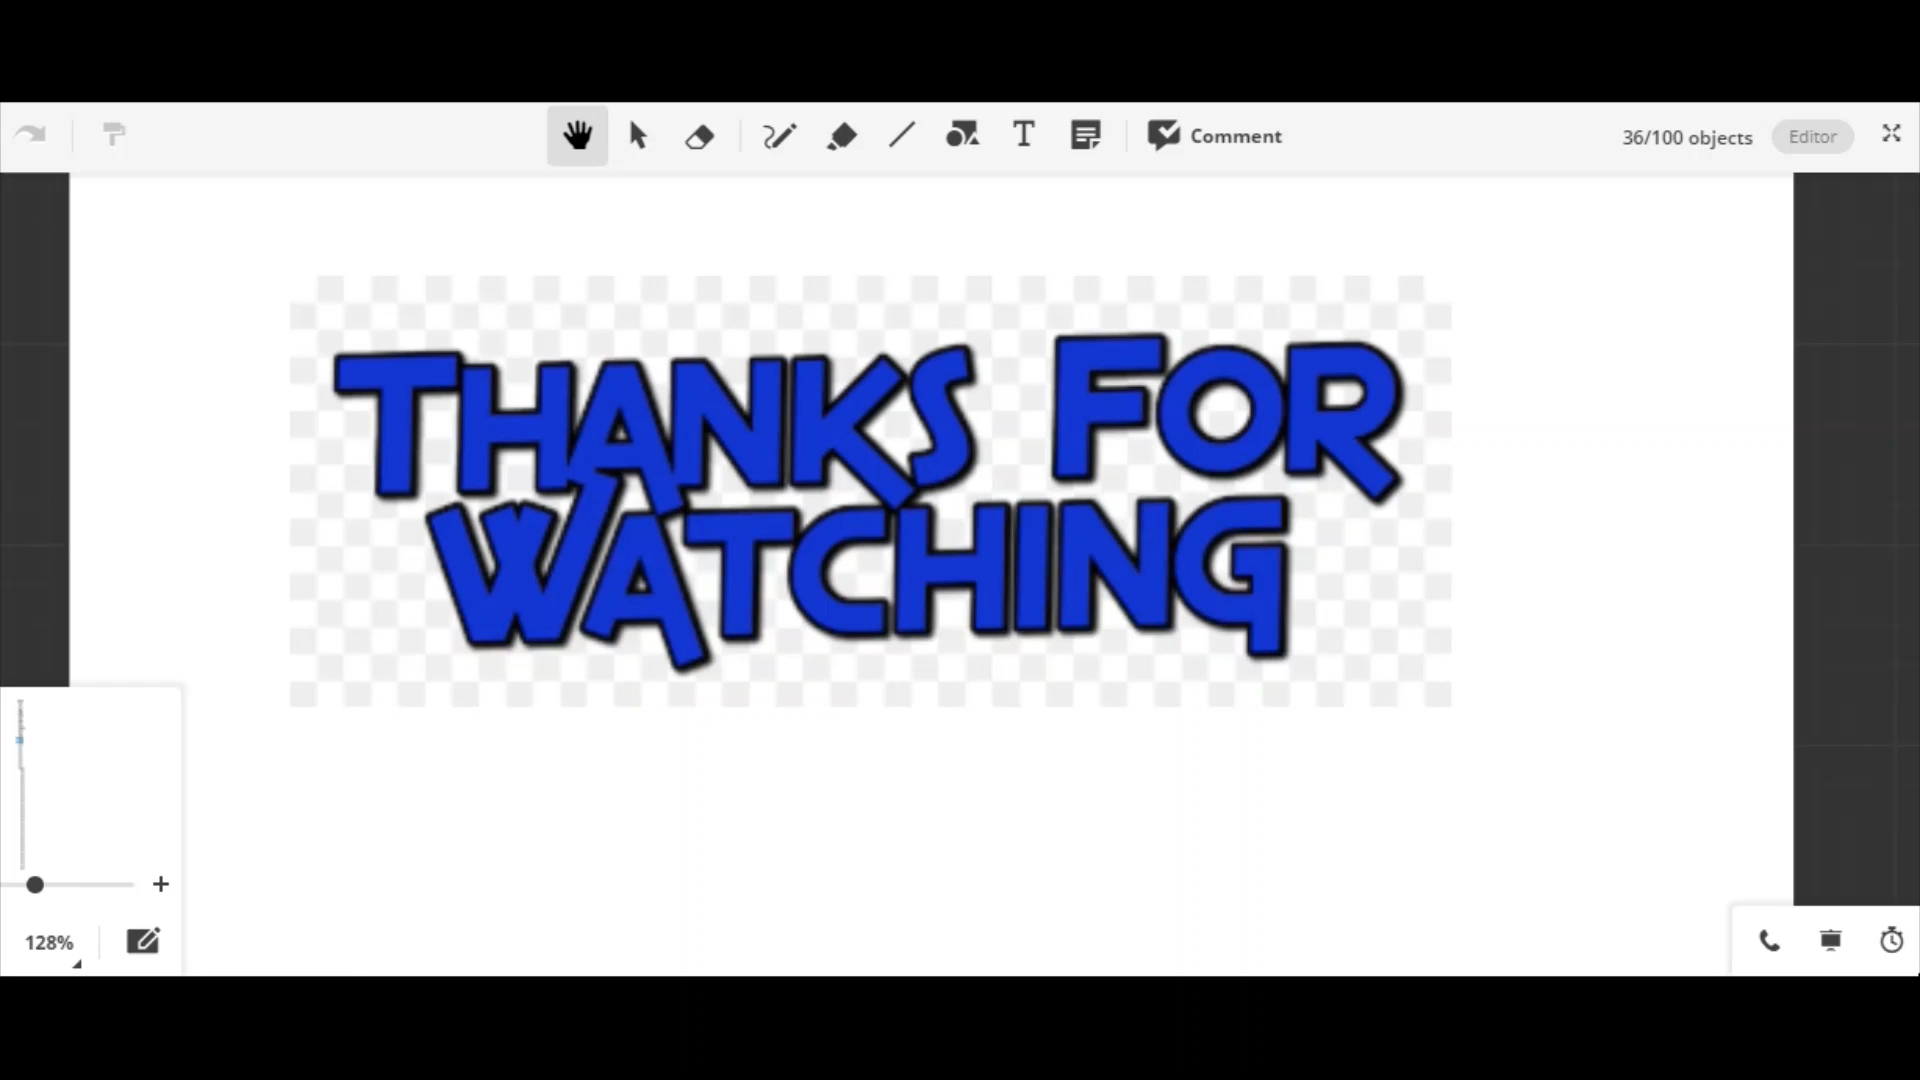 Comment
36/100 objects
Editor
THANKS FOR
WATCHING
128%